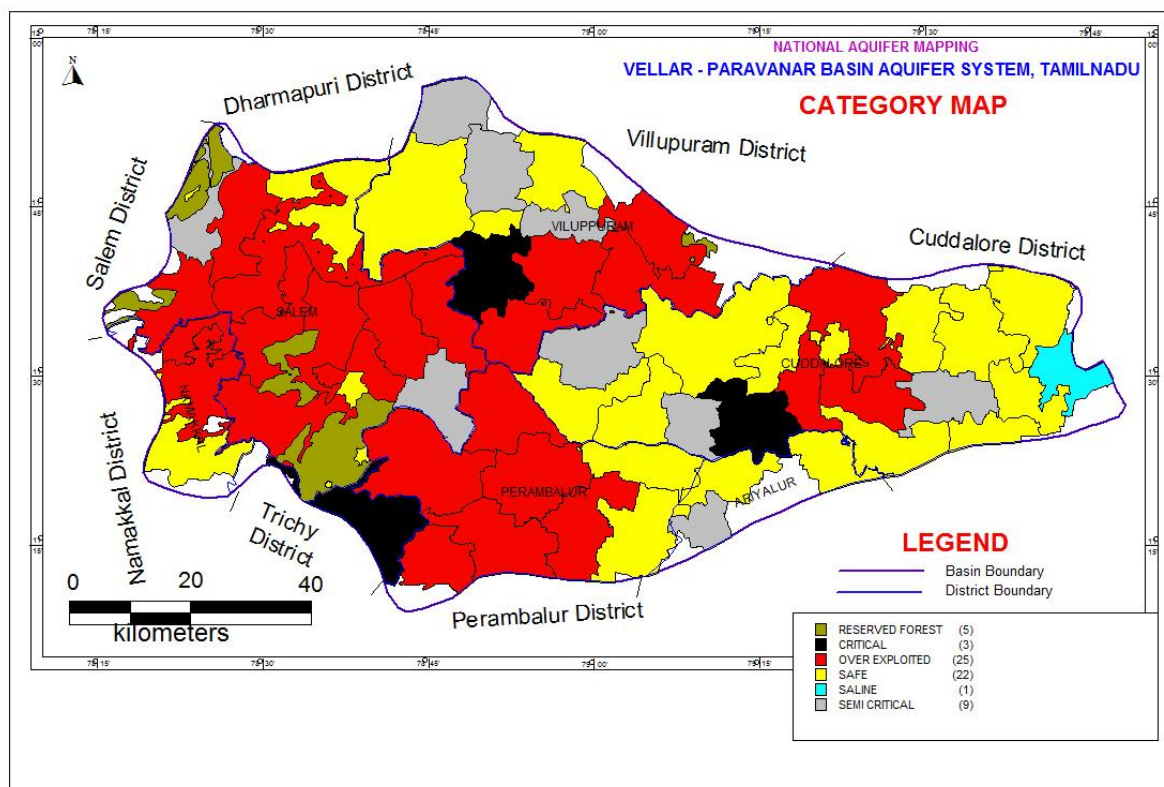 NATIONAL AQUIFER MAPPING
VELLAR - PARAVANAR BASIN AQUIFER SYSTEM, TAMILNADU
CATEGORY MAP
N
Dharmapuri District
Villupuram District
Salem District
Cuddalore District
VILUPPURAM
SALEM
CUDDALORE
NAMAKKAL
PERAMBALUR
ARIYALUR
Namakkal District
Trichy
District
Perambalur District
0 20 40
kilometers
LEGEND
Basin Boundary
District Boundary
RESERVED FOREST (5)
CRITICAL (3)
OVER EXPLOITED (25)
SAFE (22)
SALINE (1)
SEMI CRITICAL (9)